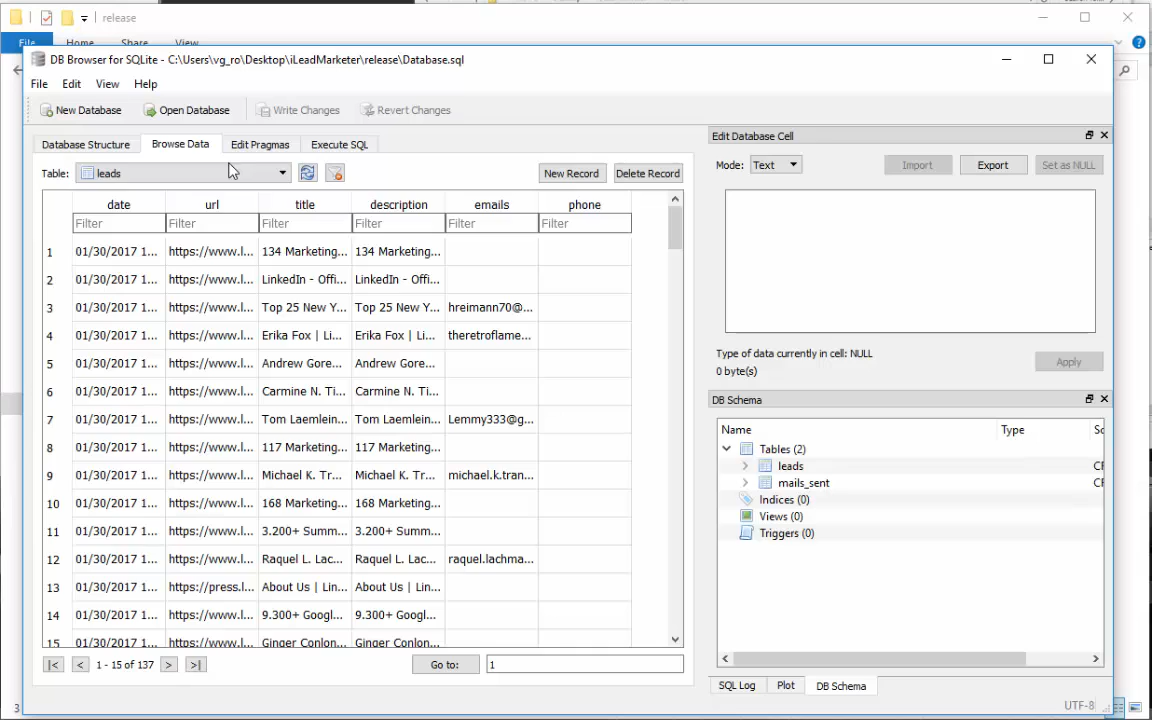 release
File Home Share View
DB Browser for SQLite - C:\Users\vg_ro\Desktop\iLeadMarketer\release\Database.sql
File Edit View Help
New Database Open Database Write Changes Revert Changes
Database Structure Browse Data Edit Pragmas Execute SQL
Table: leads New Record Delete Record
date url title description emails phone
Filter Filter Filter Filter Filter Filter
1 01/30/2017 1... https://www.l... 134 Marketing... 134 Marketing...
2 01/30/2017 1... https://www.l... LinkedIn - Offi... LinkedIn - Offi...
3 01/30/2017 1... https://www.l... Top 25 New Y... Top 25 New Y... hreimann70@...
4 01/30/2017 1... https://www.l... Erika Fox | Li... Erika Fox | Li... theretroflame...
5 01/30/2017 1... https://www.l... Andrew Gore... Andrew Gore...
6 01/30/2017 1... https://www.l... Carmine N. Ti... Carmine N. Ti...
7 01/30/2017 1... https://www.l... Tom Laemlein... Tom Laemlein... Lemmy333@g...
8 01/30/2017 1... https://www.l... 117 Marketing... 117 Marketing...
9 01/30/2017 1... https://www.l... Michael K. Tr... Michael K. Tr... michael.k.tran...
10 01/30/2017 1... https://www.l... 168 Marketing... 168 Marketing...
11 01/30/2017 1... https://www.l... 3.200+ Summ... 3.200+ Summ...
12 01/30/2017 1... https://www.l... Raquel L. Lac... Raquel L. Lac... raquel.lachma...
13 01/30/2017 1... https://press.l... About Us | Lin... About Us | Lin...
14 01/30/2017 1... https://www.l... 9.300+ Googl... 9.300+ Googl...
15 01/30/2017 1... https://www.l... Ginger Conlon... Ginger Conlon...
|< < 1 - 15 of 137 > >| Go to: 1
Edit Database Cell
Mode: Text Import Export Set as NULL
Type of data currently in cell: NULL
0 byte(s)
Apply
DB Schema
Name Type Sc
Tables (2)
leads CF
mails_sent CF
Indices (0)
Views (0)
Triggers (0)
SQL Log Plot DB Schema
UTF-8
3